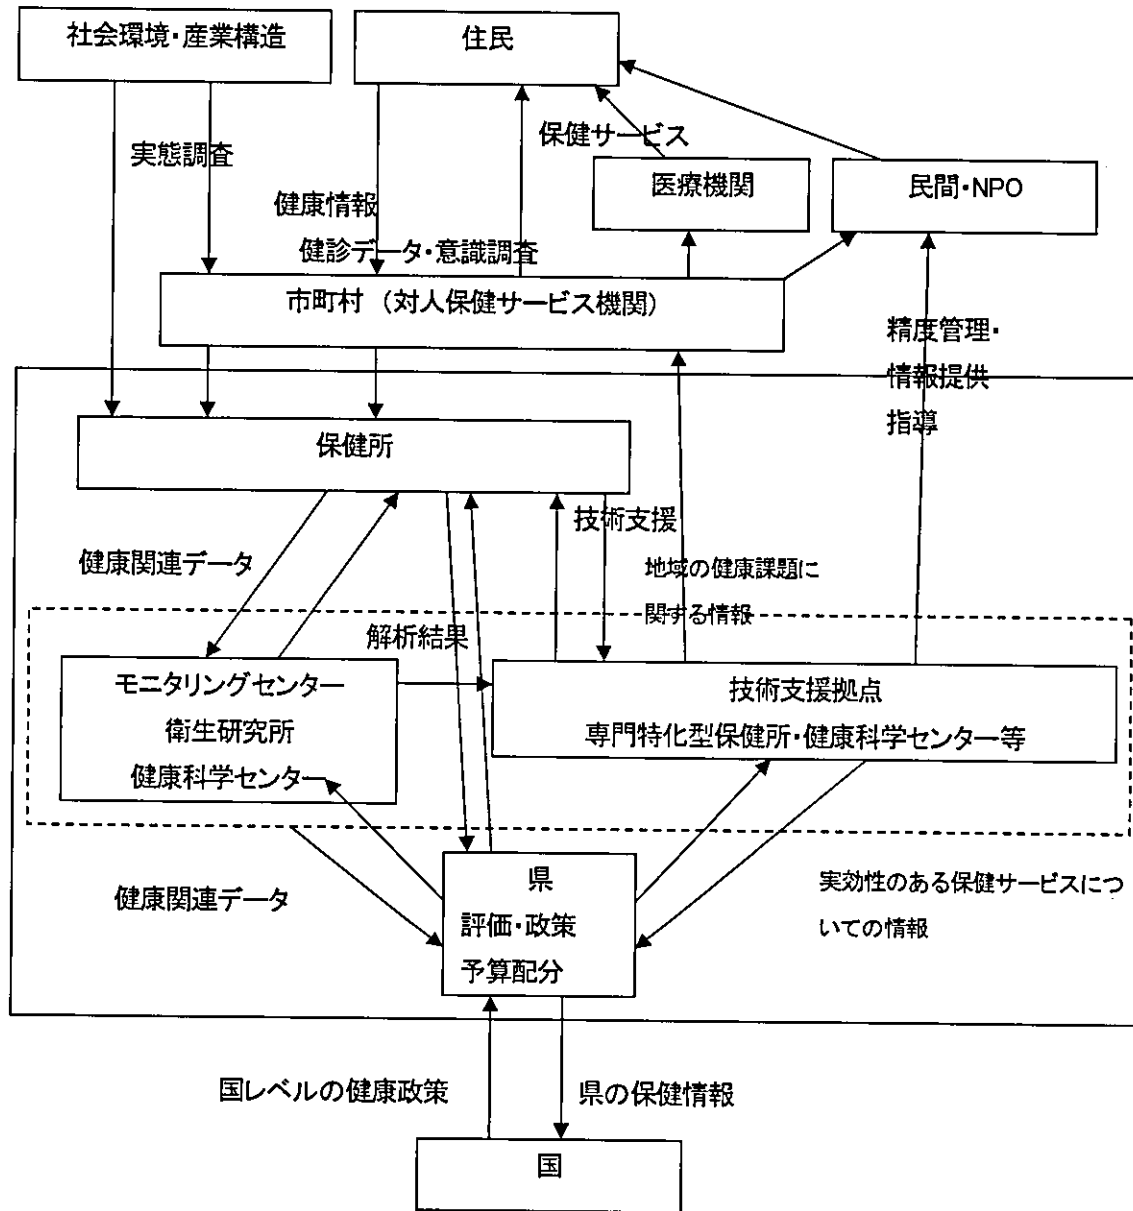 社会環境・産業構造
住民
実態調査
保健サービス
医療機関
民間・NPO
健康情報
健診データ・意識調査
市町村（対人保健サービス機関）
精度管理・
情報提供
指導
保健所
技術支援
健康関連データ
地域の健康課題に
関する情報
解析結果
モニタリングセンター
衛生研究所
健康科学センター
技術支援拠点
専門特化型保健所・健康科学センター等
県
評価・政策
予算配分
健康関連データ
実効性のある保健サービスにつ
いての情報
国レベルの健康政策
県の保健情報
国